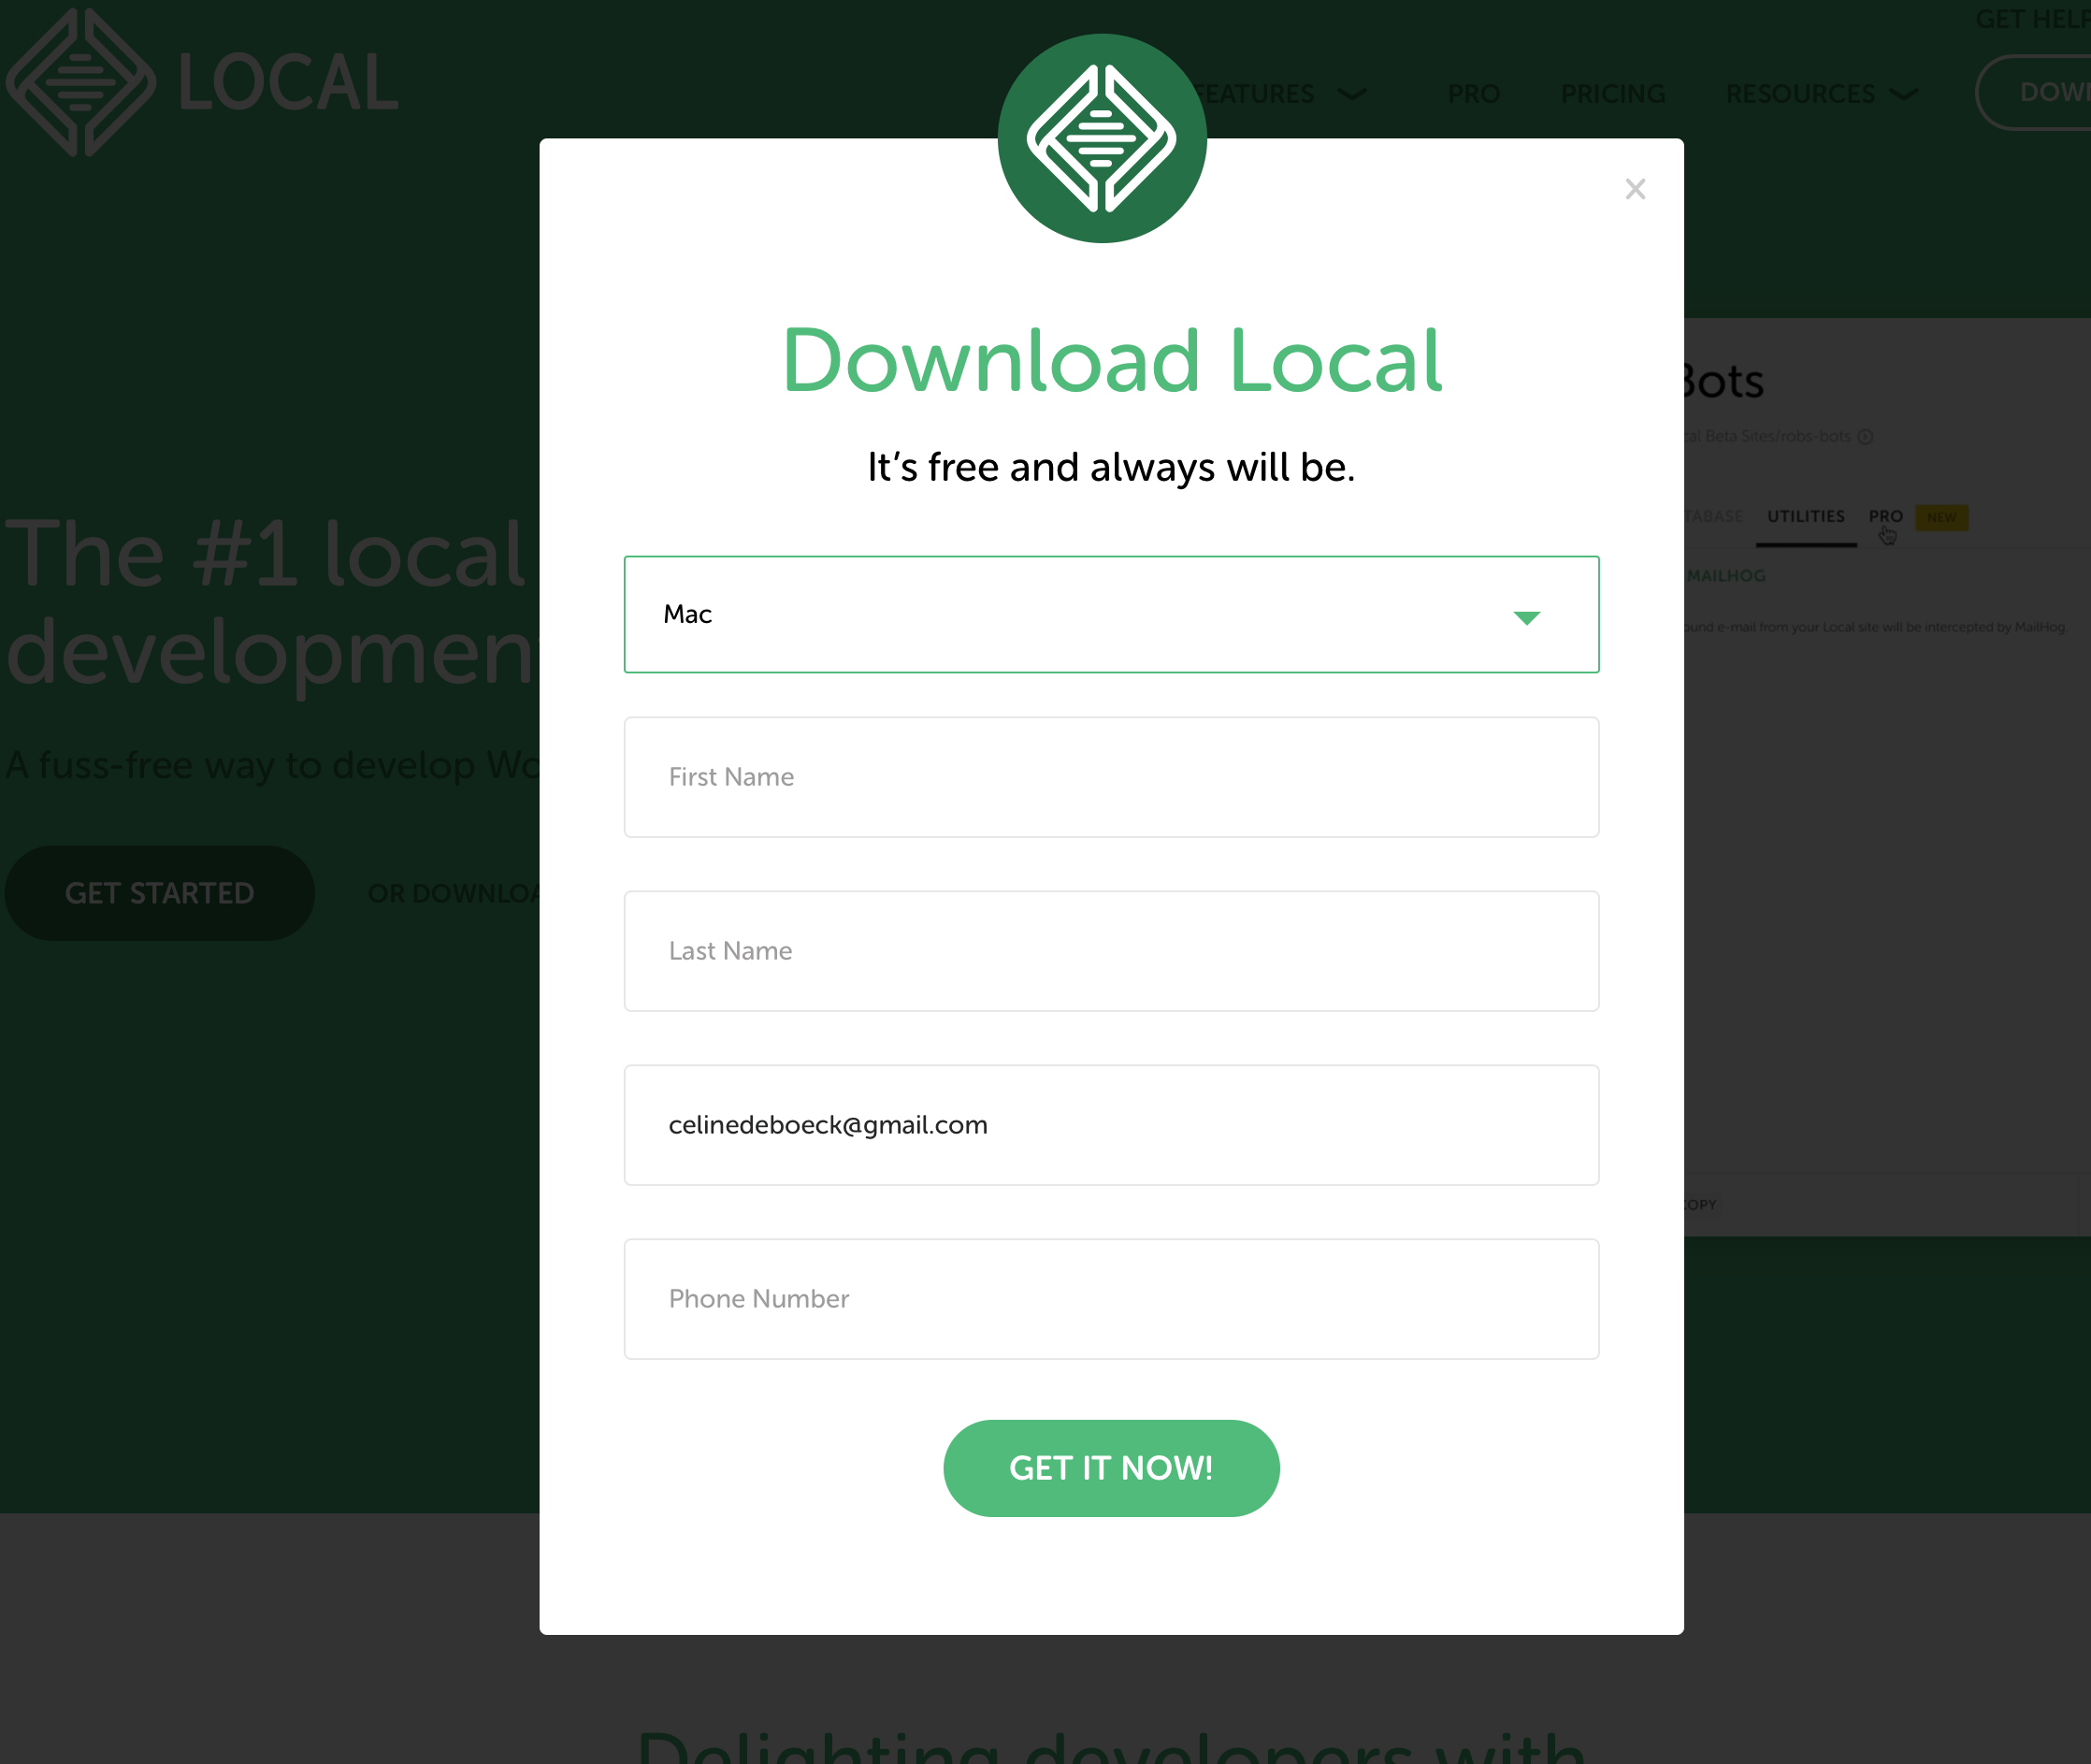 GET HELP
LOCAL
FEATURES
PRO
PRICING
RESOURCES
Download Local
It's free and always will be.
Mac
First Name
Last Name
celinedeboeck@gmail.com
Phone Number
GET IT NOW!
The #1 local
developmen
A fuss-free way to develop Wo
GET STARTED
OR DOWNLOA
Bots
cal Beta Sites/robs-bots
TABASE
UTILITIES
PRO
NEW
MAILHOG
ound e-mail from your Local site will be intercepted by MailHog.
COPY
Delighting developers with